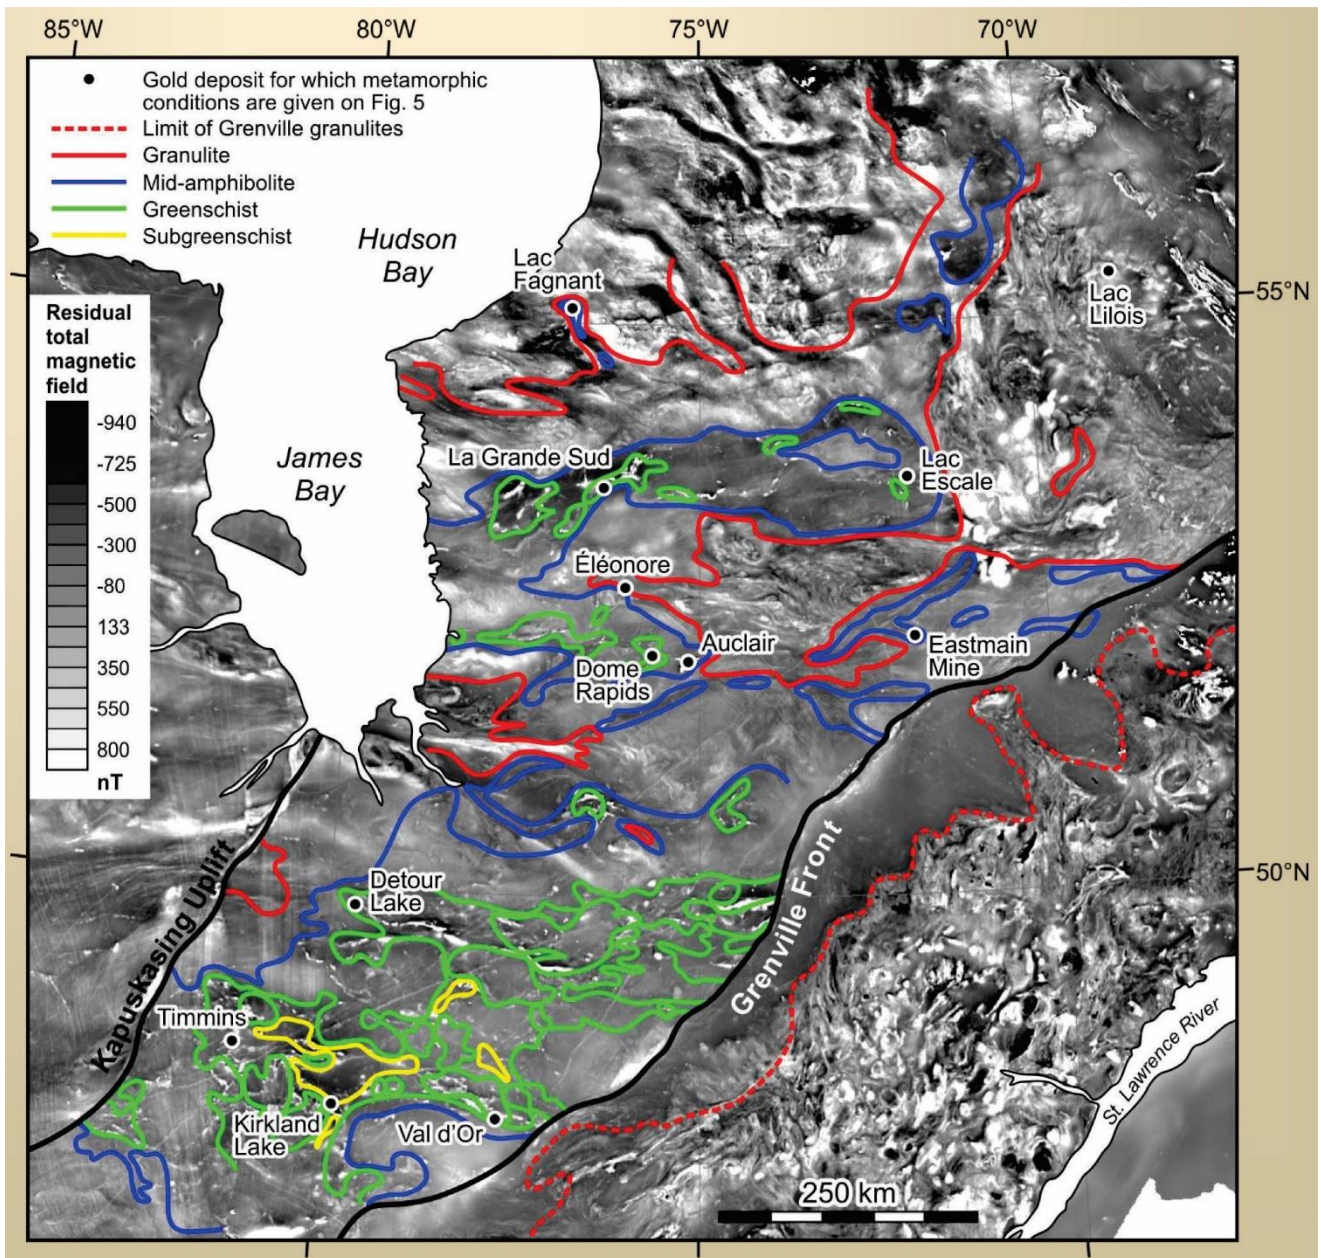 85°W
80°W
75°W
70°W
Gold deposit for which metamorphic
conditions are given on Fig. 5
Limit of Grenville granulites
Granulite
Mid-amphibolite
Greenschist
Subgreenschist
Hudson
Bay
Lac
Fagnant
55°N
Lac
Lilois
Residual
total
magnetic
field
-940
-725
-500
-300
-80
133
350
550
800
nT
James
Bay
La Grande Sud
Lac
Escale
Éléonore
Auclair
Dome
Rapids
Eastmain
Mine
50°N
Kapuskasing Uplift
Detour
Lake
Grenville Front
Timmins
Kirkland
Lake
Val d'Or
St. Lawrence River
250 km